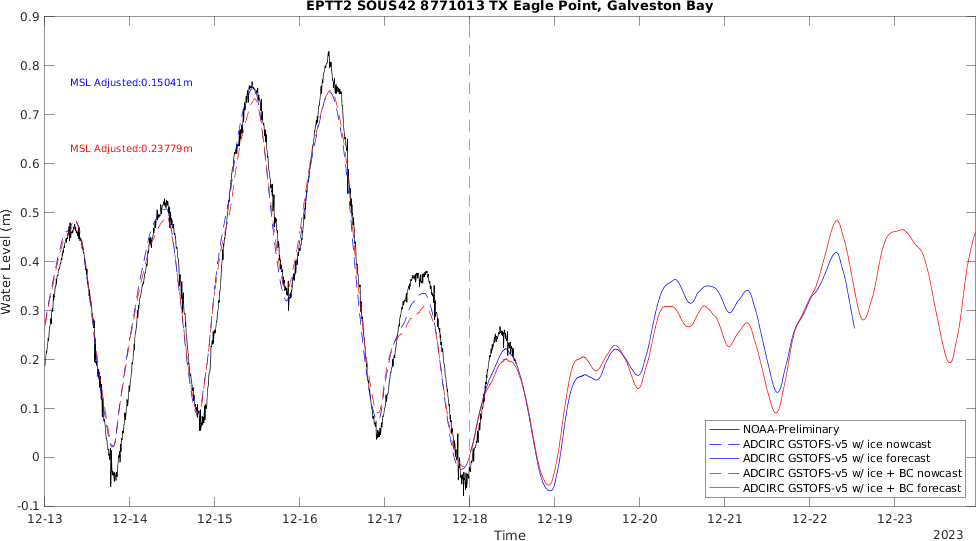 EPTT2 SOUS42 8771013 TX Eagle Point, Galveston Bay
0.9
0.8
0.7
0.6
0.5
0.4
0.3
0.2
0.1
0
-0.1
Water Level (m)
MSL Adjusted:0.15041m
MSL Adjusted:0.23779m
NOAA-Preliminary
ADCIRC GSTOFS-v5 w/ ice nowcast
ADCIRC GSTOFS-v5 w/ ice forecast
ADCIRC GSTOFS-v5 w/ ice + BC nowcast
ADCIRC GSTOFS-v5 w/ ice + BC forecast
12-13 12-14 12-15 12-16 12-17 12-18 12-19 12-20 12-21 12-22 12-23
Time
2023